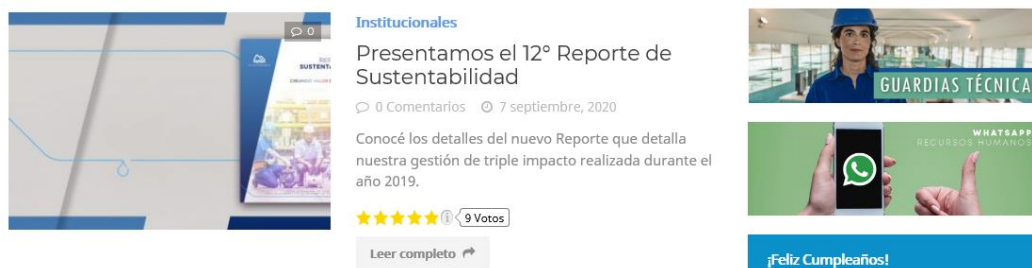 0
SUSTENT
Institucionales
Presentamos el 12° Reporte de
Sustentabilidad
0 Comentarios 7 septiembre, 2020
Conocé los detalles del nuevo Reporte que detalla
nuestra gestión de triple impacto realizada durante el
año 2019.
9 Votos
Leer completo
GUARDIAS TÉCNICA
WHATSAPP
RECURSOS HUMANOS
¡Feliz Cumpleaños!